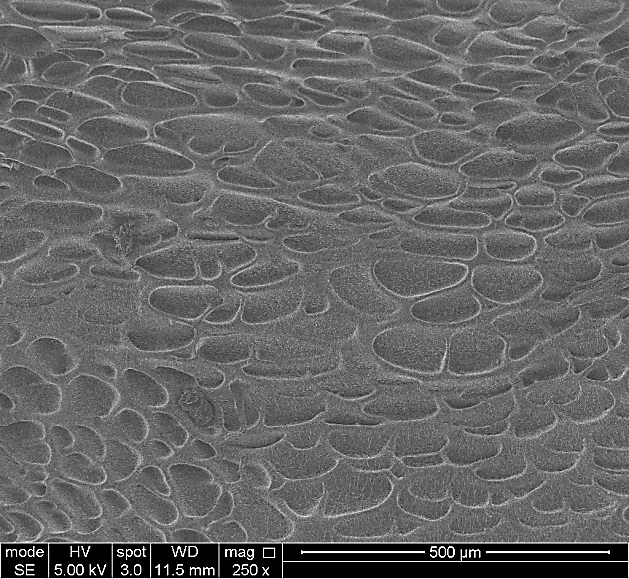 mode HV spot WD mag □ 500 µm
SE 5.00 kV 3.0 11.5 mm 250 x